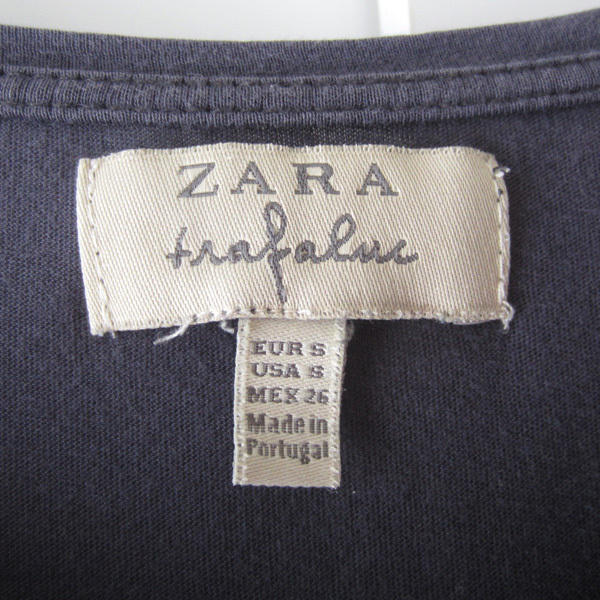 ZARA
trafaluc
EUR S
USA S
MEX 26
Made in
Portugal